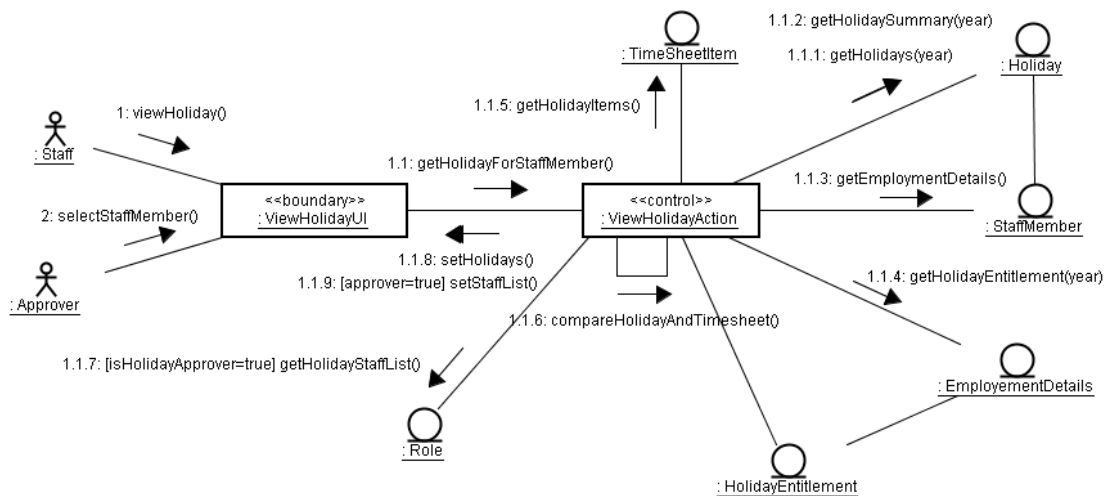 1.1.2: getHolidaySummary(year)
: TimeSheetItem
1.1.1: getHolidays(year)
: Holiday
1.1.5: getHolidayItems()
1: viewHoliday()
: Staff
1.1: getHolidayForStaffMember()
<<boundary>>
: ViewHolidayUI
<<control>>
: ViewHolidayAction
1.1.3: getEmploymentDetails()
: StaffMember
2: selectStaffMember()
: Approver
1.1.8: setHolidays()
1.1.9: [approver=true] setStaffList()
1.1.4: getHolidayEntitlement(year)
1.1.6: compareHolidayAndTimesheet()
1.1.7: [isHolidayApprover=true] getHolidayStaffList()
: EmployementDetails
: Role
: HolidayEntitlement